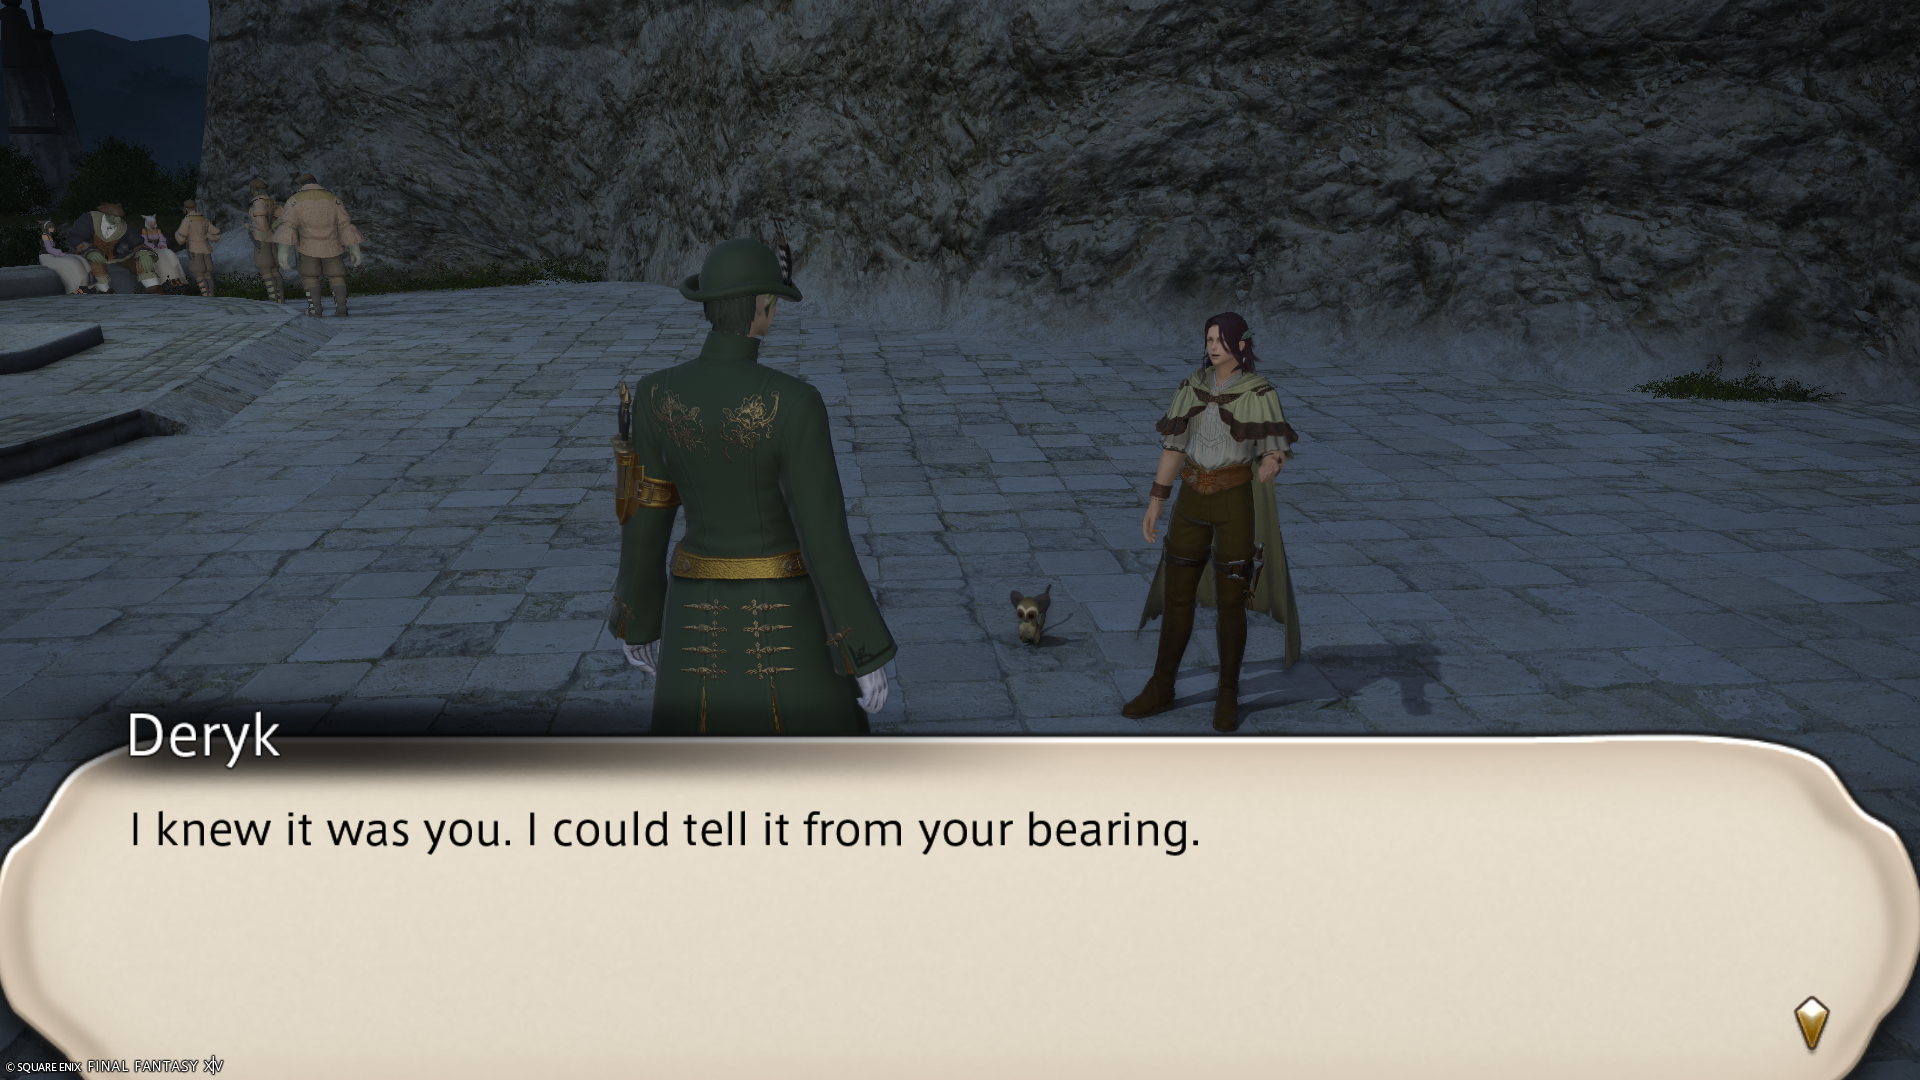 Deryk
I knew it was you. I could tell it from your bearing.
© SQUARE ENIX FINAL FANTASY XIV